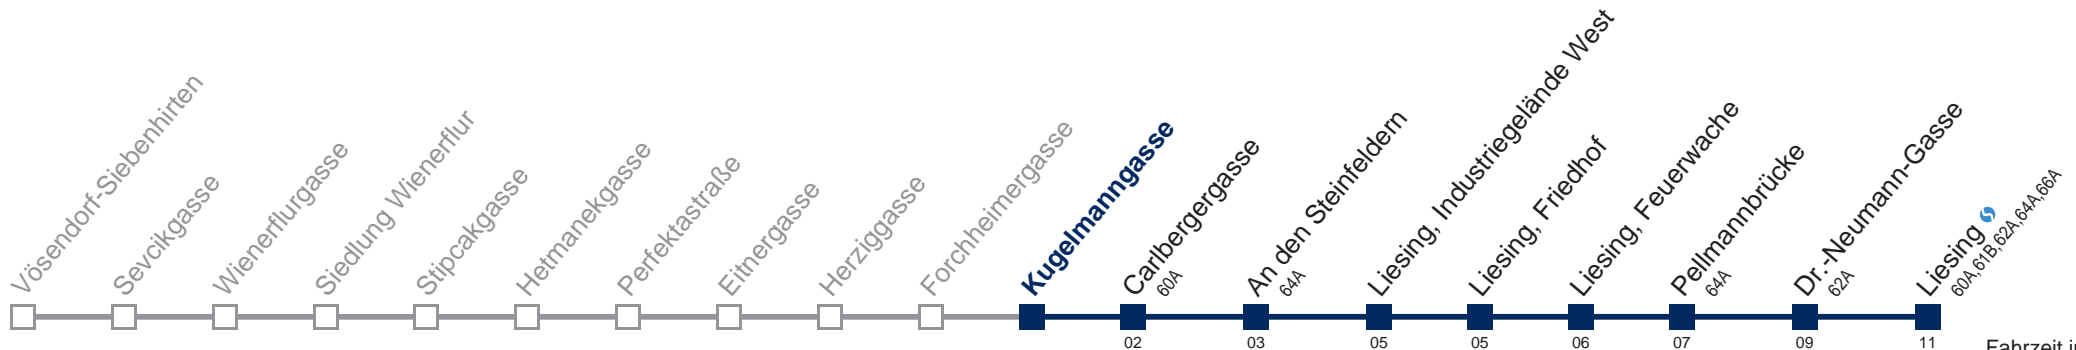 Vösendorf-Siebenhirten
Sevcikgasse
Wienerflurgasse
Siedlung Wienerflur
Stipcakgasse
Hetmanekgasse
Perfektastraße
Eitnergasse
Herziggasse
Forchheimergasse
Kugelmanngasse
Carlbergergasse
60A
An den Steinfeldern
64A
Liesing, Industriegelände West
Liesing, Friedhof
Liesing, Feuerwache
Pellmannbrücke
64A
Dr.-Neumann-Gasse
62A
Liesing
60A,61B,62A,64A,66A
02 03 05 05 06 07 09 11
Fahrzeit